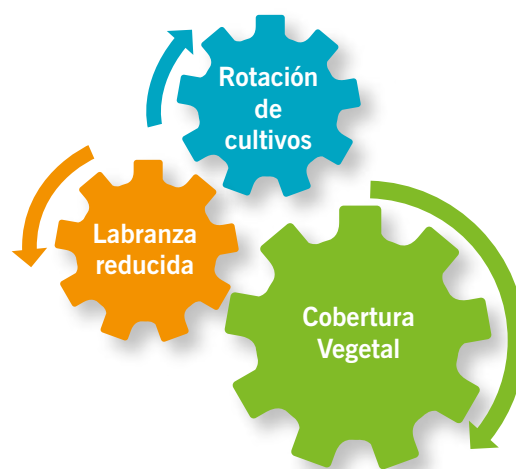 Rotación
de
cultivos
Labranza
reducida
Cobertura
Vegetal